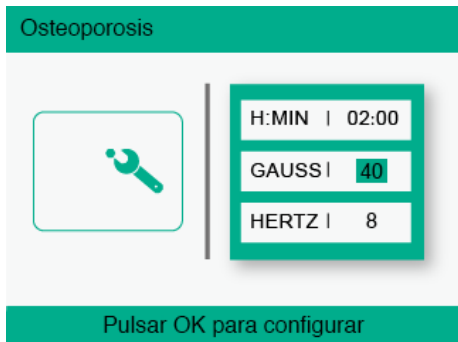 Osteoporosis
H:MIN | 02:00
GAUSS | 40
HERTZ | 8
Pulsar OK para configurar